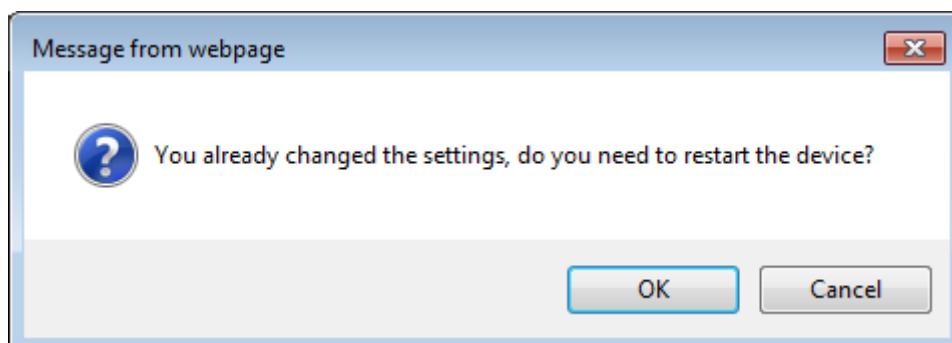 Message from webpage
You already changed the settings, do you need to restart the device?
OK
Cancel